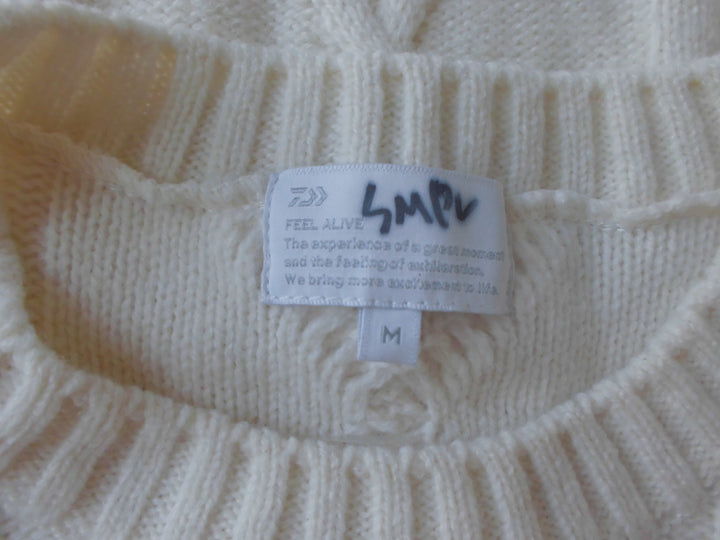 SMPV
FEEL ALIVE
The experience of a great moment
and the feeling of exhilaration.
We bring more excitement to life.
M